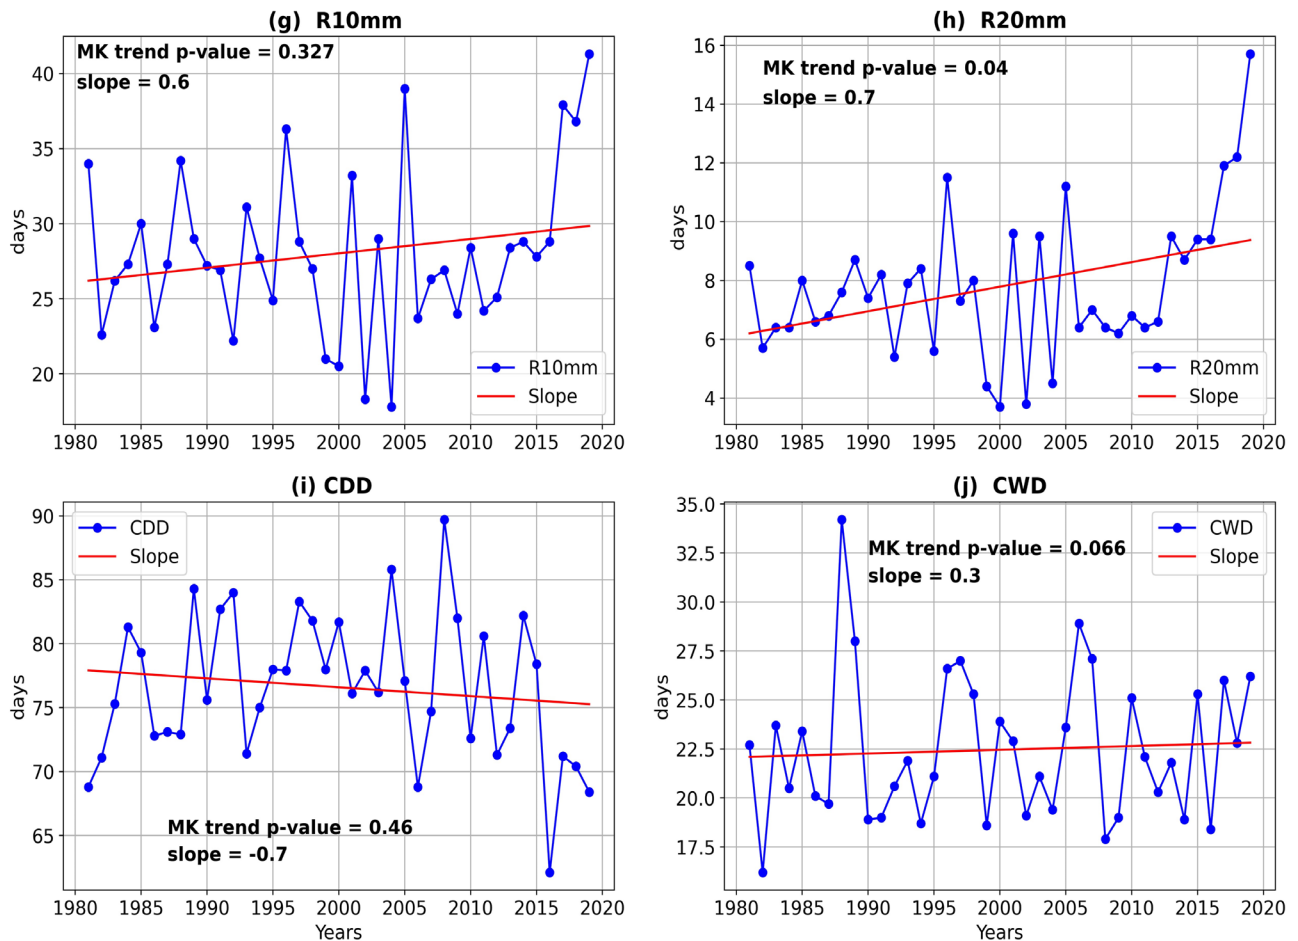 (g)  R10mm
MK trend p-value = 0.327
slope = 0.6
40
35
30
25
20
days
R10mm
Slope
1980 1985 1990 1995 2000 2005 2010 2015 2020
(h)  R20mm
MK trend p-value = 0.04
slope = 0.7
16
14
12
10
8
6
4
days
R20mm
Slope
1980 1985 1990 1995 2000 2005 2010 2015 2020
(i) CDD
CDD
Slope
90
85
80
75
70
65
days
MK trend p-value = 0.46
slope = -0.7
1980 1985 1990 1995 2000 2005 2010 2015 2020
Years
(j)  CWD
MK trend p-value = 0.066
slope = 0.3
CWD
Slope
35.0
32.5
30.0
27.5
25.0
22.5
20.0
17.5
days
1980 1985 1990 1995 2000 2005 2010 2015 2020
Years